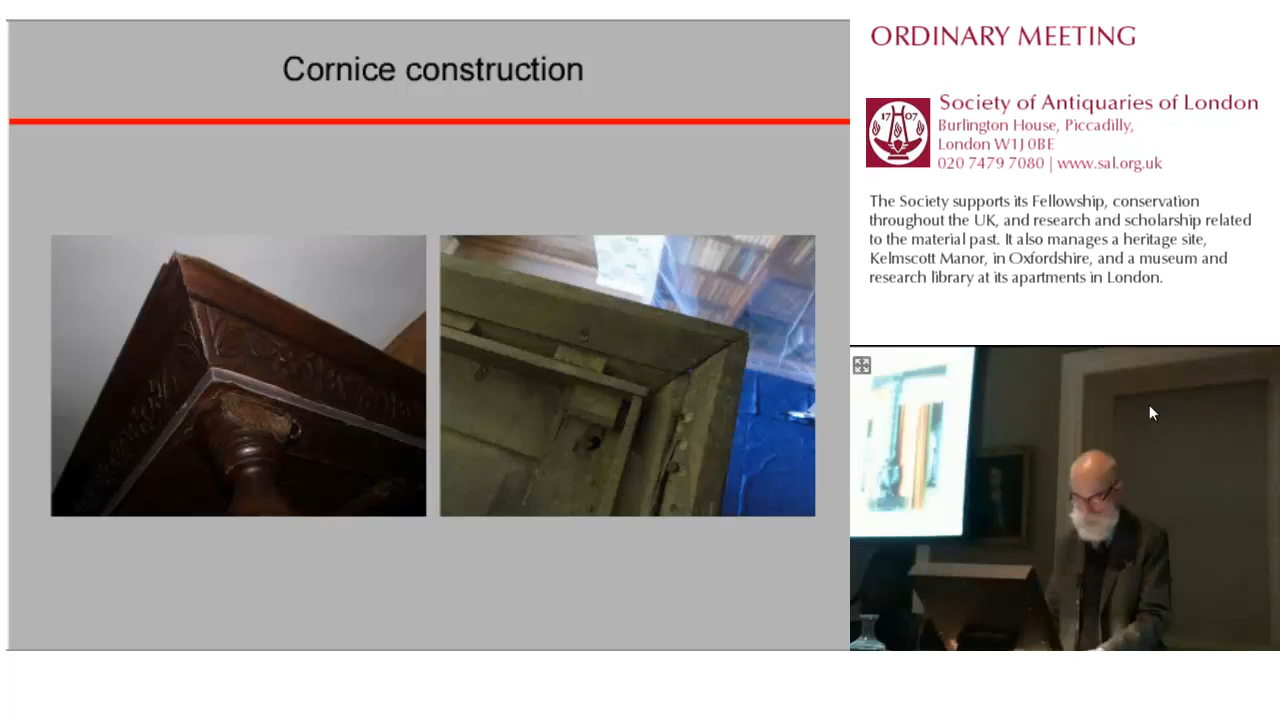 Cornice construction
ORDINARY MEETING
17 07
Society of Antiquaries of London
Burlington House, Piccadilly,
London W1J 0BE
020 7479 7080 | www.sal.org.uk
The Society supports its Fellowship, conservation
throughout the UK, and research and scholarship related
to the material past. It also manages a heritage site,
Kelmscott Manor, in Oxfordshire, and a museum and
research library at its apartments in London.